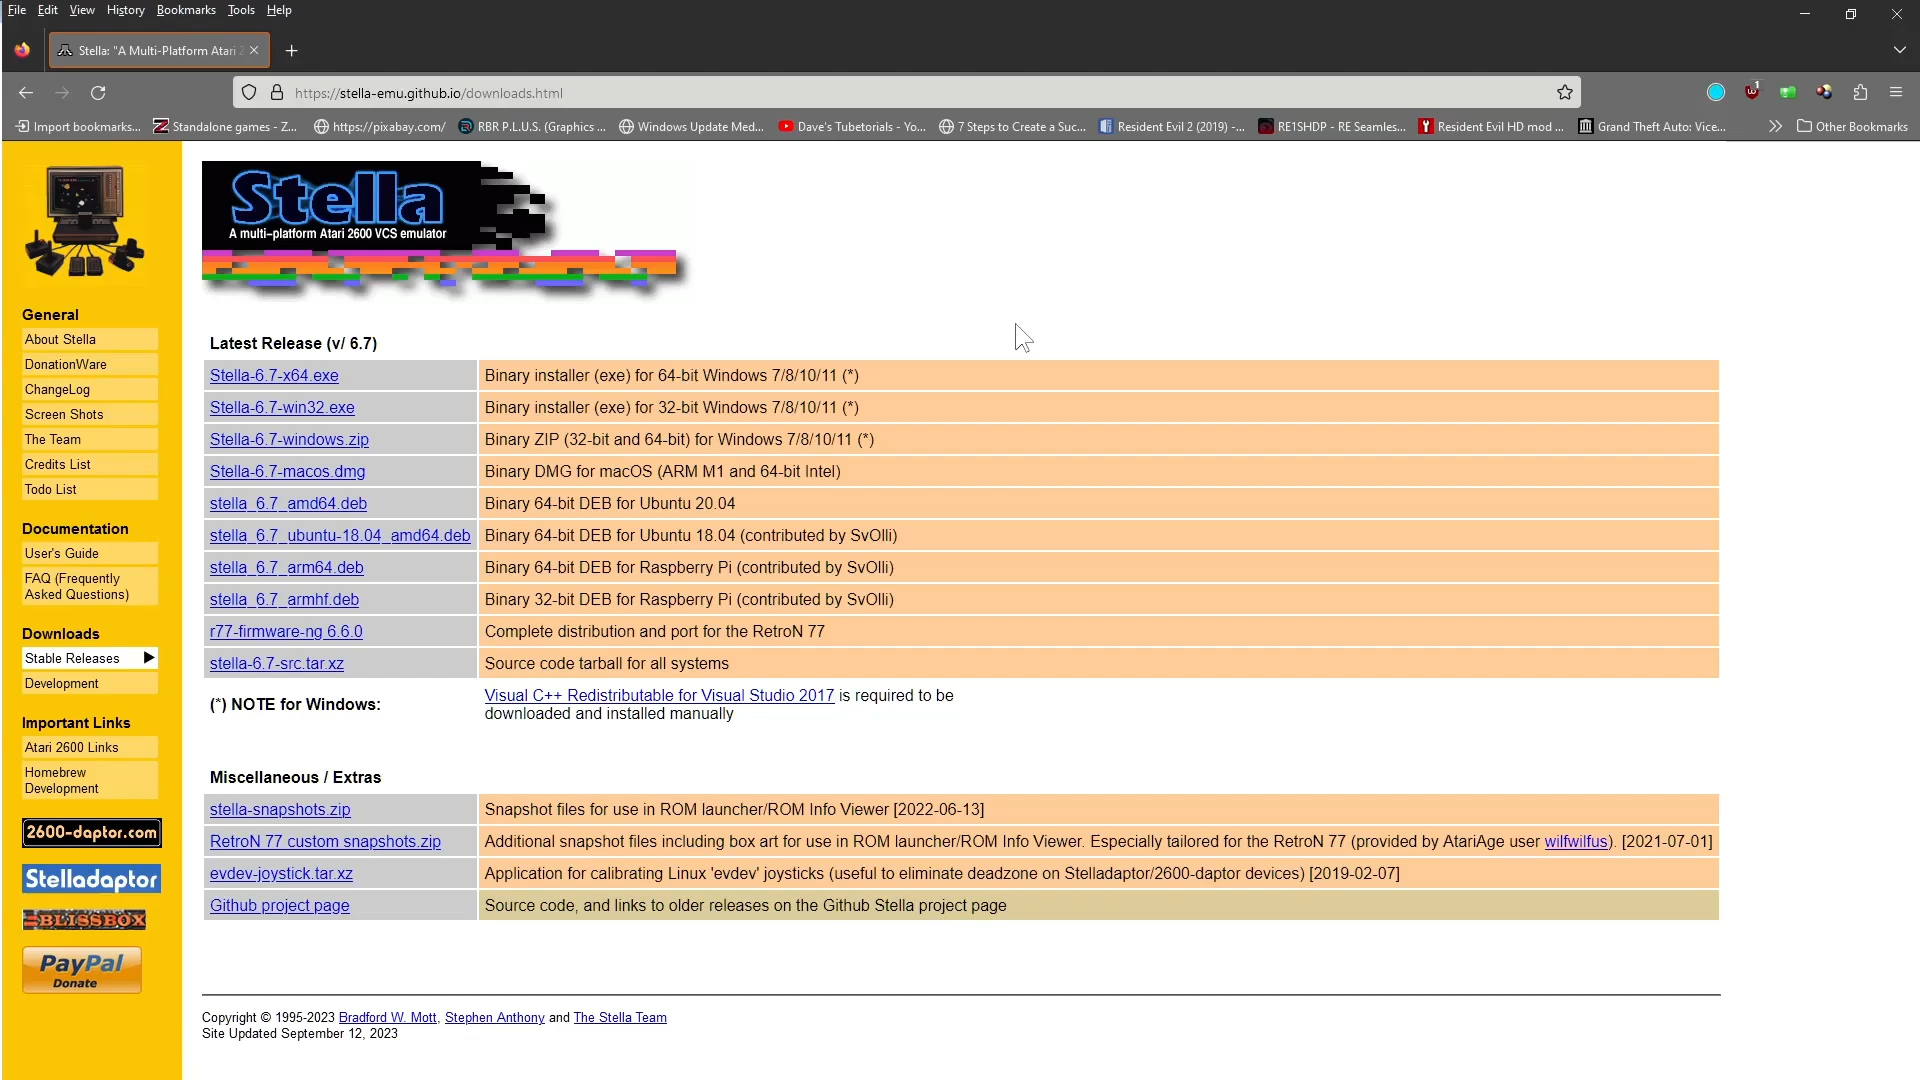 File Edit View History Bookmarks Tools Help
Stella: "A Multi-Platform Atari 2
https://stella-emu.github.io/downloads.html
1
Import bookmarks... Standalone games - Z... https://pixabay.com/ RBR P.L.U.S. (Graphics ... Windows Update Med... Dave's Tubetorials - Yo... 7 Steps to Create a Suc... Resident Evil 2 (2019) -... RE1SHDP - RE Seamles... Resident Evil HD mod ... Grand Theft Auto: Vice... Other Bookmarks
Stella
A multi-platform Atari 2600 VCS emulator
General
About Stella
DonationWare
ChangeLog
Screen Shots
The Team
Credits List
Todo List
Documentation
User's Guide
FAQ (Frequently
Asked Questions)
Downloads
Stable Releases
Development
Important Links
Atari 2600 Links
Homebrew
Development
2600-daptor.com
Stelladaptor
BLISSBOX
PayPal
Donate
Latest Release (v/ 6.7)
Stella-6.7-x64.exe Binary installer (exe) for 64-bit Windows 7/8/10/11 (*)
Stella-6.7-win32.exe Binary installer (exe) for 32-bit Windows 7/8/10/11 (*)
Stella-6.7-windows.zip Binary ZIP (32-bit and 64-bit) for Windows 7/8/10/11 (*)
Stella-6.7-macos.dmg Binary DMG for macOS (ARM M1 and 64-bit Intel)
stella_6.7_amd64.deb Binary 64-bit DEB for Ubuntu 20.04
stella_6.7_ubuntu-18.04_amd64.deb Binary 64-bit DEB for Ubuntu 18.04 (contributed by SvOlli)
stella_6.7_arm64.deb Binary 64-bit DEB for Raspberry Pi (contributed by SvOlli)
stella_6.7_armhf.deb Binary 32-bit DEB for Raspberry Pi (contributed by SvOlli)
r77-firmware-ng 6.6.0 Complete distribution and port for the RetroN 77
stella-6.7-src.tar.xz Source code tarball for all systems
(*) NOTE for Windows: Visual C++ Redistributable for Visual Studio 2017 is required to be
downloaded and installed manually
Miscellaneous / Extras
stella-snapshots.zip Snapshot files for use in ROM launcher/ROM Info Viewer [2022-06-13]
RetroN 77 custom snapshots.zip Additional snapshot files including box art for use in ROM launcher/ROM Info Viewer. Especially tailored for the RetroN 77 (provided by AtariAge user wilfwilfus). [2021-07-01]
evdev-joystick.tar.xz Application for calibrating Linux 'evdev' joysticks (useful to eliminate deadzone on Stelladaptor/2600-daptor devices) [2019-02-07]
Github project page Source code, and links to older releases on the Github Stella project page
Copyright © 1995-2023 Bradford W. Mott, Stephen Anthony and The Stella Team
Site Updated September 12, 2023